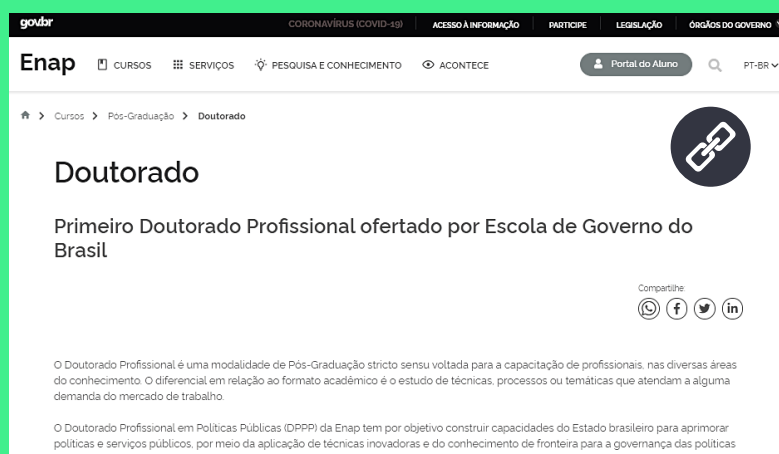 gov.br
CORONAVÍRUS (COVID-19) ACESSO À INFORMAÇÃO PARTICIPE LEGISLAÇÃO ÓRGÃOS DO GOVERNO
Enap CURSOS SERVIÇOS PESQUISA E CONHECIMENTO ACONTECE Portal do Aluno PT-BR
Cursos Pós-Graduação Doutorado
Doutorado
Primeiro Doutorado Profissional ofertado por Escola de Governo do
Brasil
Compartilhe:
O Doutorado Profissional é uma modalidade de Pós-Graduação stricto sensu voltada para a capacitação de profissionais, nas diversas áreas
do conhecimento. O diferencial em relação ao formato acadêmico é o estudo de técnicas, processos ou temáticas que atendam a alguma
demanda do mercado de trabalho.
O Doutorado Profissional em Políticas Públicas (DPPP) da Enap tem por objetivo construir capacidades do Estado brasileiro para aprimorar
políticas e serviços públicos, por meio da aplicação de técnicas inovadoras e do conhecimento de fronteira para a governança das políticas